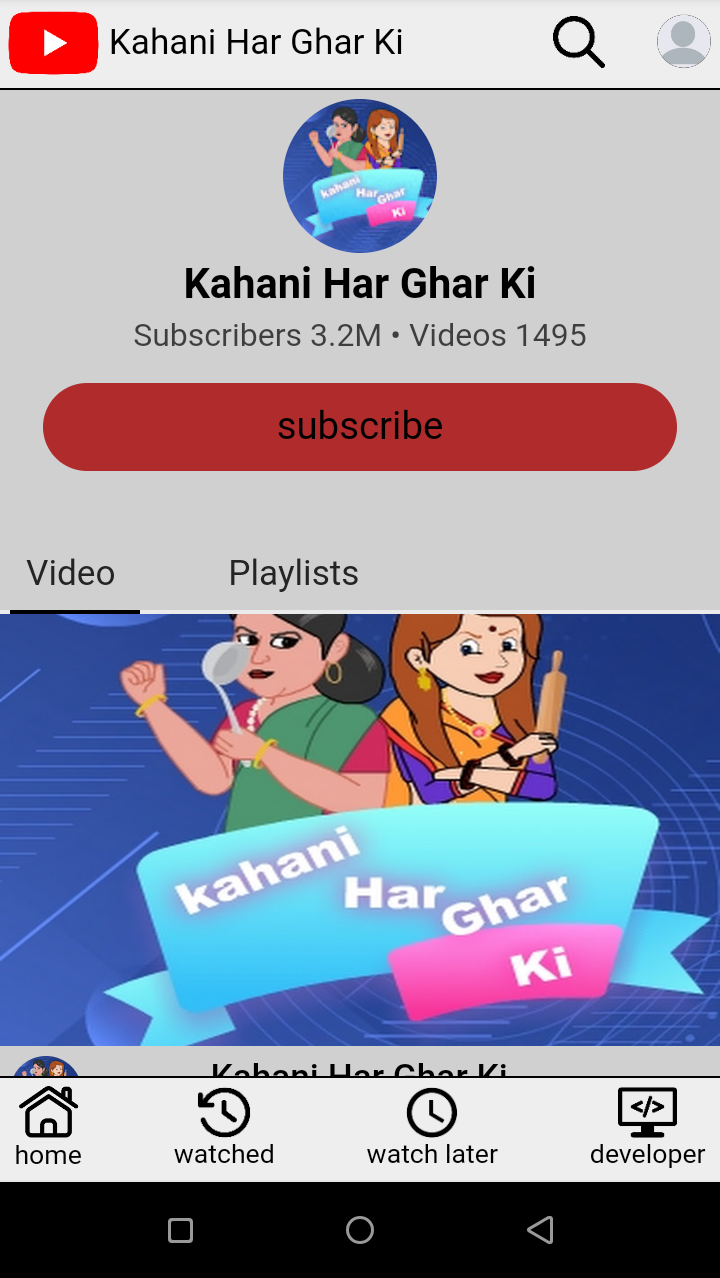 Kahani Har Ghar Ki
kahani
Har
Ghar
Ki
Kahani Har Ghar Ki
Subscribers 3.2M • Videos 1495
subscribe
Video Playlists
kahani
Har
Ghar
Ki
Kahani Har Ghar Ki
home watched watch later developer